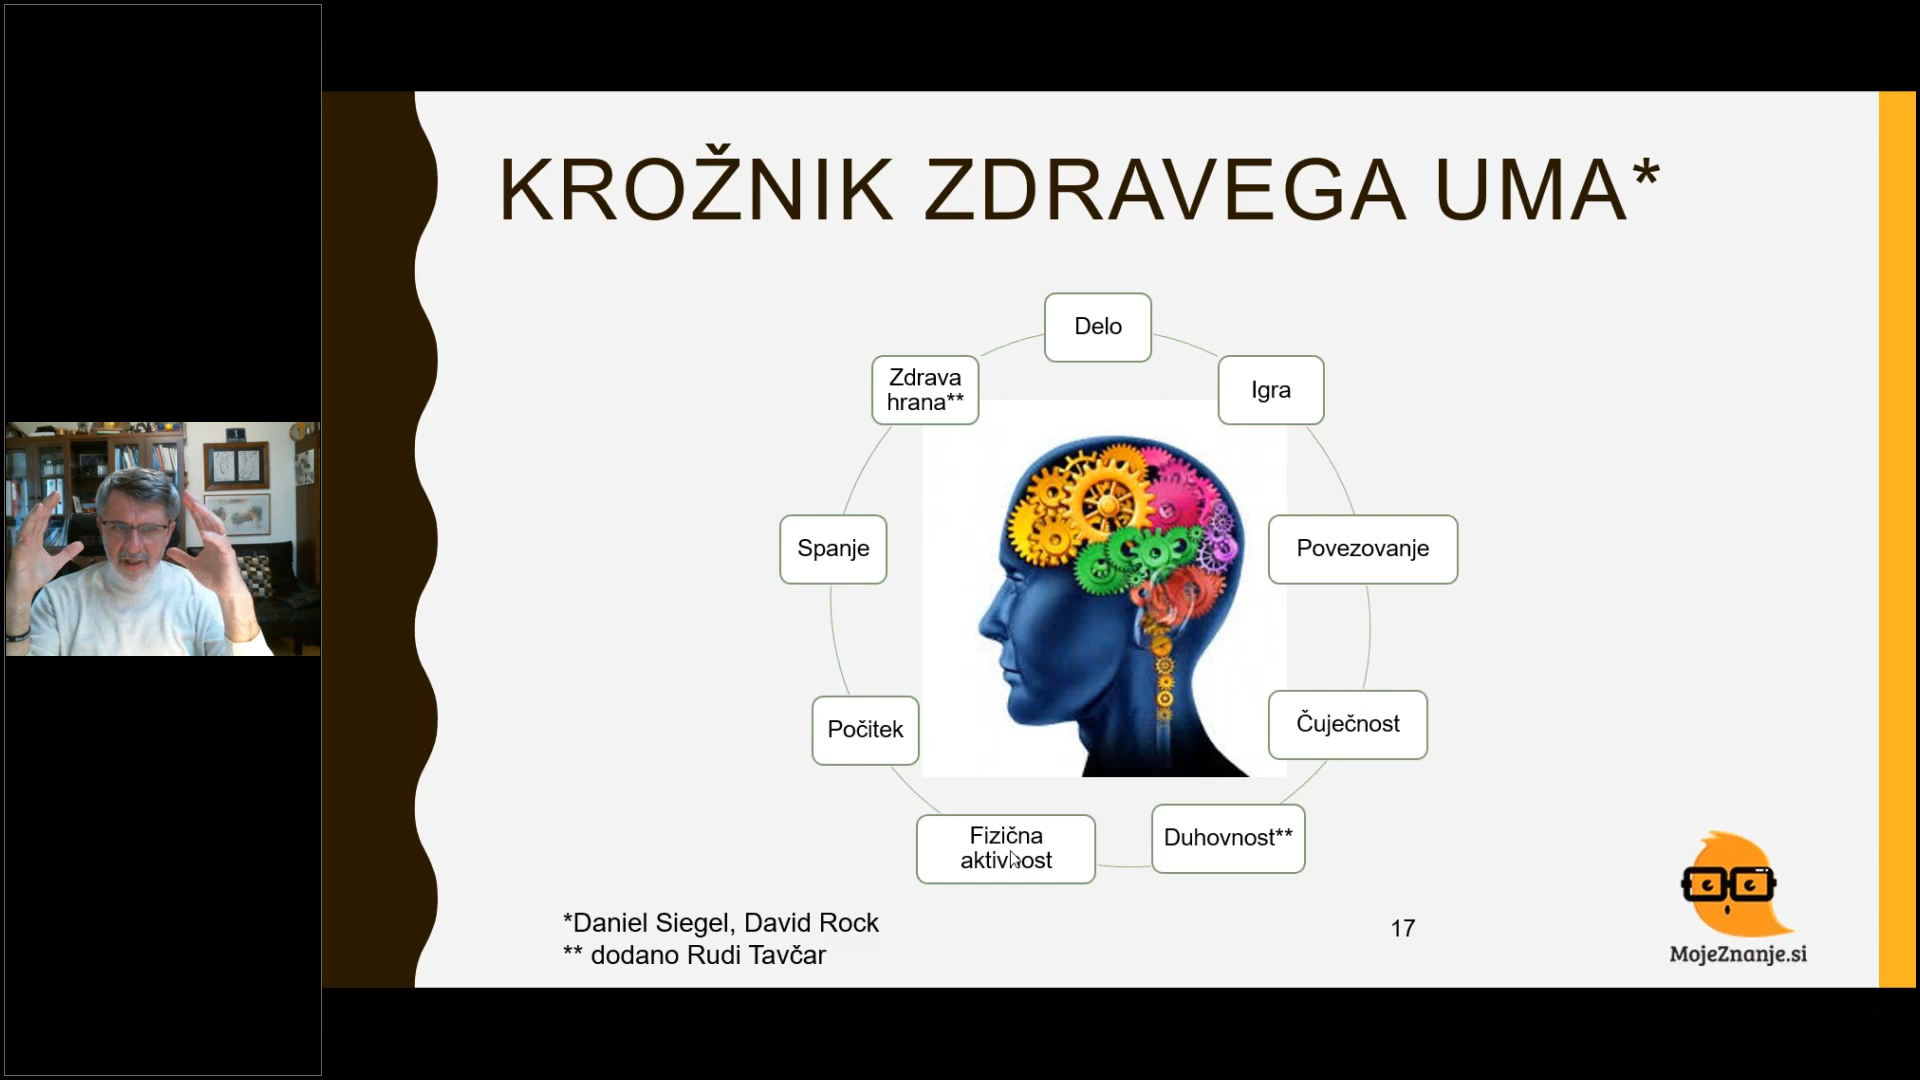 KROŽNIK ZDRAVEGA UMA*
Delo
Igra
Povezovanje
Čuječnost
Duhovnost**
Fizična
aktivnost
Počitek
Spanje
Zdrava
hrana**
*Daniel Siegel, David Rock
** dodano Rudi Tavčar
17
MojeZnanje.si